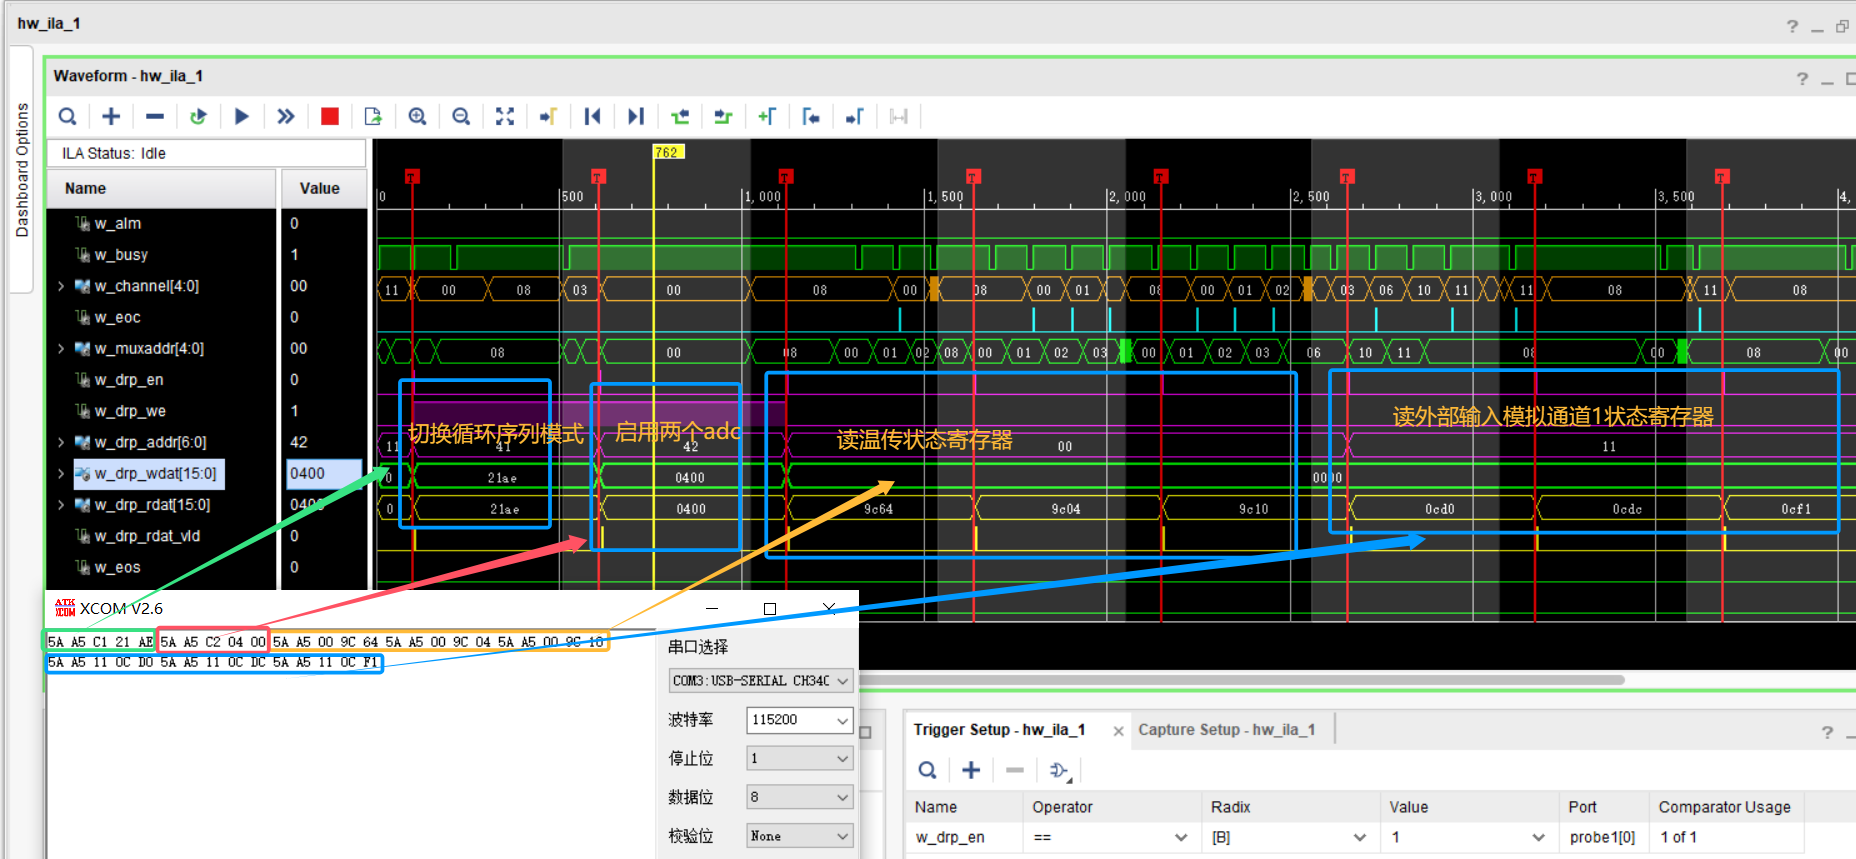 hw_ila_1
Dashboard Options
Waveform - hw_ila_1
ILA Status: Idle
Name Value
w_alm 0
w_busy 1
w_channel[4:0] 00
w_eoc 0
w_muxaddr[4:0] 00
w_drp_en 0
w_drp_we 1
w_drp_addr[6:0] 42
w_drp_wdat[15:0] 0400
w_drp_rdat[15:0] 0400
w_drp_rdat_vld 0
w_eos 0
762
T T T T T T T T
0 500 1,000 1,500 2,000 2,500 3,000 3,500 4,
11 00 08 03 00 08 00 08 00 01 08 00 01 02 03 06 10 11 11 08 11 08
08 00 08 00 01 02 08 00 01 02 03 00 01 02 03 06 10 11 08 00 08 00
切换循环序列模式
启用两个adc
读温传状态寄存器
读外部输入模拟通道1状态寄存器
11 41 42 00 11
0 21ae 0400 0000
0 21ae 0400 9c64 9c04 9c10 0cd0 0cdc 0cf1
XCOM V2.6
5A A5 C1 21 AE 5A A5 C2 04 00 5A A5 00 9C 64 5A A5 00 9C 04 5A A5 00 9C 10
5A A5 11 0C D0 5A A5 11 0C DC 5A A5 11 0C F1
串口选择
COM3:USB-SERIAL CH34
波特率 115200
停止位 1
数据位 8
校验位 None
Trigger Setup - hw_ila_1
Capture Setup - hw_ila_1
Name Operator Radix Value Port Comparator Usage
w_drp_en == [B] 1 probe1[0] 1 of 1